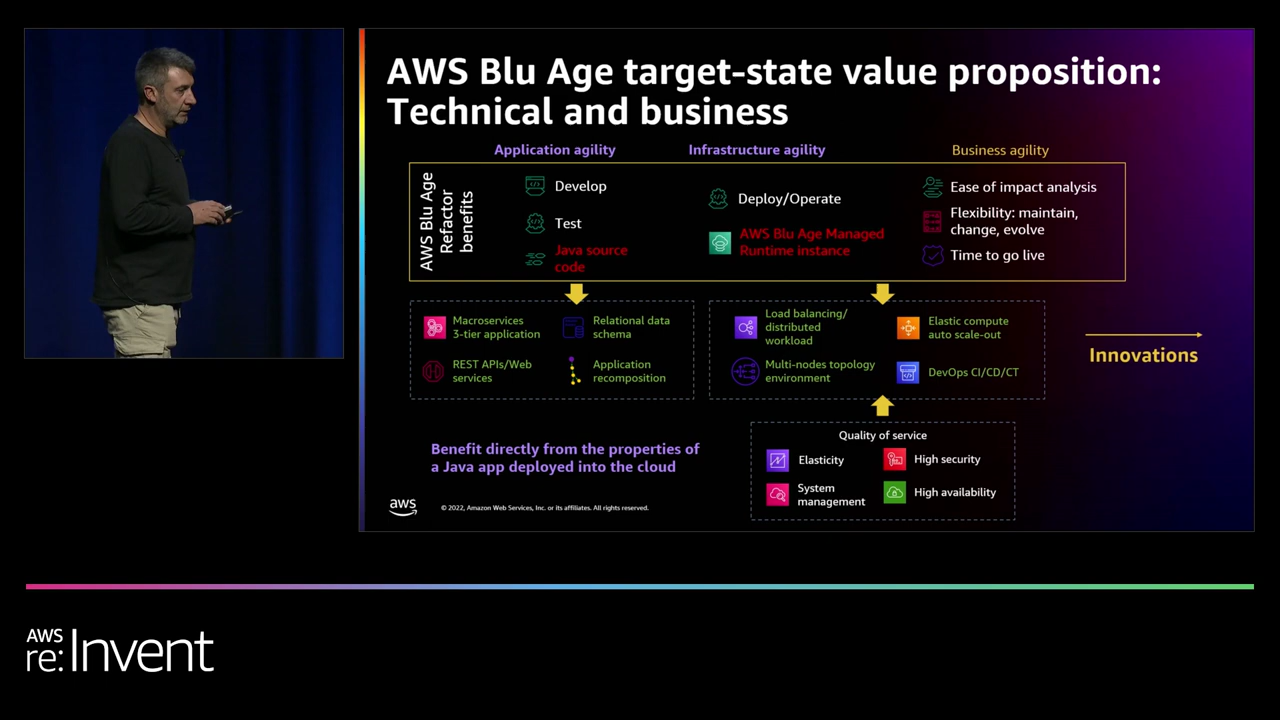 AWS Blu Age target-state value proposition:
Technical and business
Application agility
Infrastructure agility
Business agility
AWS Blu Age
Refactor
benefits
Develop
Test
Java source
code
Deploy/Operate
AWS Blu Age Managed
Runtime instance
Ease of impact analysis
Flexibility: maintain,
change, evolve
Time to go live
Macroservices
3-tier application
Relational data
schema
REST APIs/Web
services
Application
recomposition
Load balancing/
distributed
workload
Elastic compute
auto scale-out
Multi-nodes topology
environment
DevOps CI/CD/CT
Innovations
Benefit directly from the properties of
a Java app deployed into the cloud
Quality of service
Elasticity
High security
System
management
High availability
aws
© 2022, Amazon Web Services, Inc. or its affiliates. All rights reserved.
AWS
re:Invent